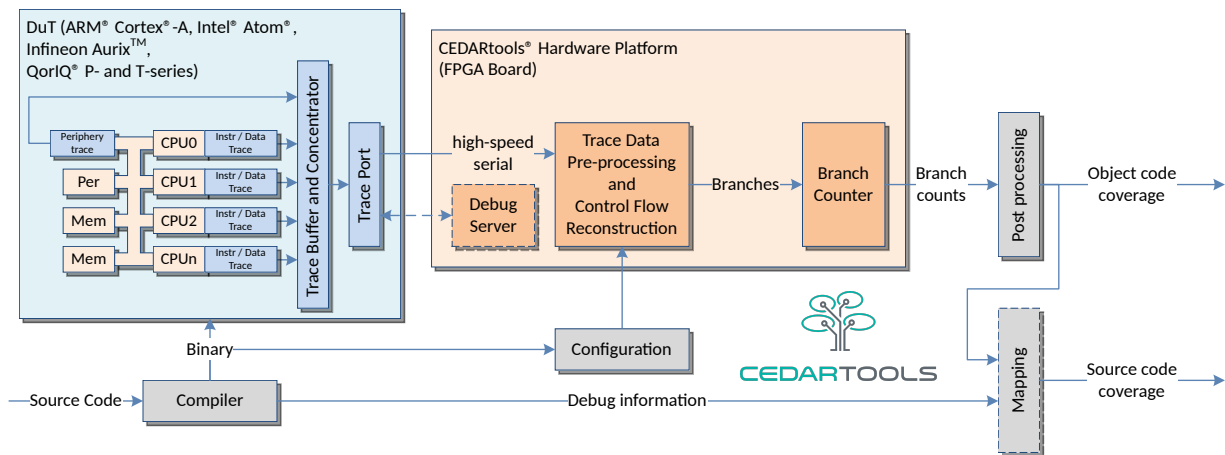 DuT (ARM® Cortex®-A, Intel® Atom®,
Infineon Aurix™,
QorIQ® P- and T-series)
Periphery
trace
Per
Mem
Mem
CPU0
Instr / Data
Trace
CPU1
Instr / Data
Trace
CPU2
Instr / Data
Trace
CPUn
Instr / Data
Trace
Trace Buffer and Concentrator
Trace Port
CEDARtools® Hardware Platform
(FPGA Board)
high-speed
serial
Debug
Server
Trace Data
Pre-processing
and
Control Flow
Reconstruction
Branches
Branch
Counter
Branch
counts
Post processing
Object code
coverage
Binary
Configuration
CEDARTOOLS
Source Code
Compiler
Debug information
Mapping
Source code
coverage